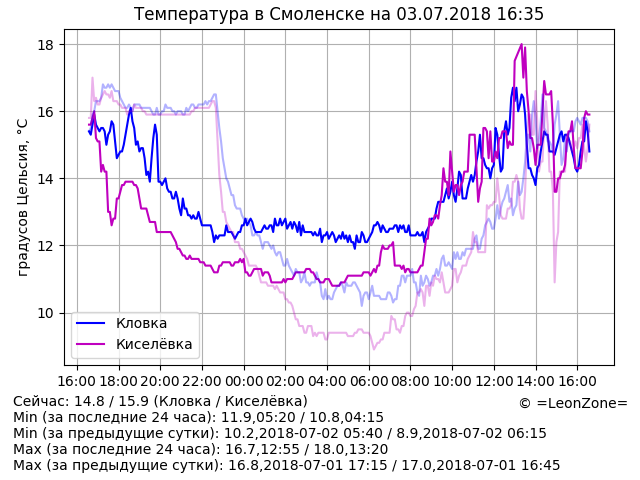 Температура в Смоленске на 03.07.2018 16:35
градусов Цельсия, °C
18
16
14
12
10
Кловка
Киселёвка
16:00 18:00 20:00 22:00 00:00 02:00 04:00 06:00 08:00 10:00 12:00 14:00 16:00
Сейчас: 14.8 / 15.9 (Кловка / Киселёвка)
© =LeonZone=
Min (за последние 24 часа): 11.9,05:20 / 10.8,04:15
Min (за предыдущие сутки): 10.2,2018-07-02 05:40 / 8.9,2018-07-02 06:15
Max (за последние 24 часа): 16.7,12:55 / 18.0,13:20
Max (за предыдущие сутки): 16.8,2018-07-01 17:15 / 17.0,2018-07-01 16:45